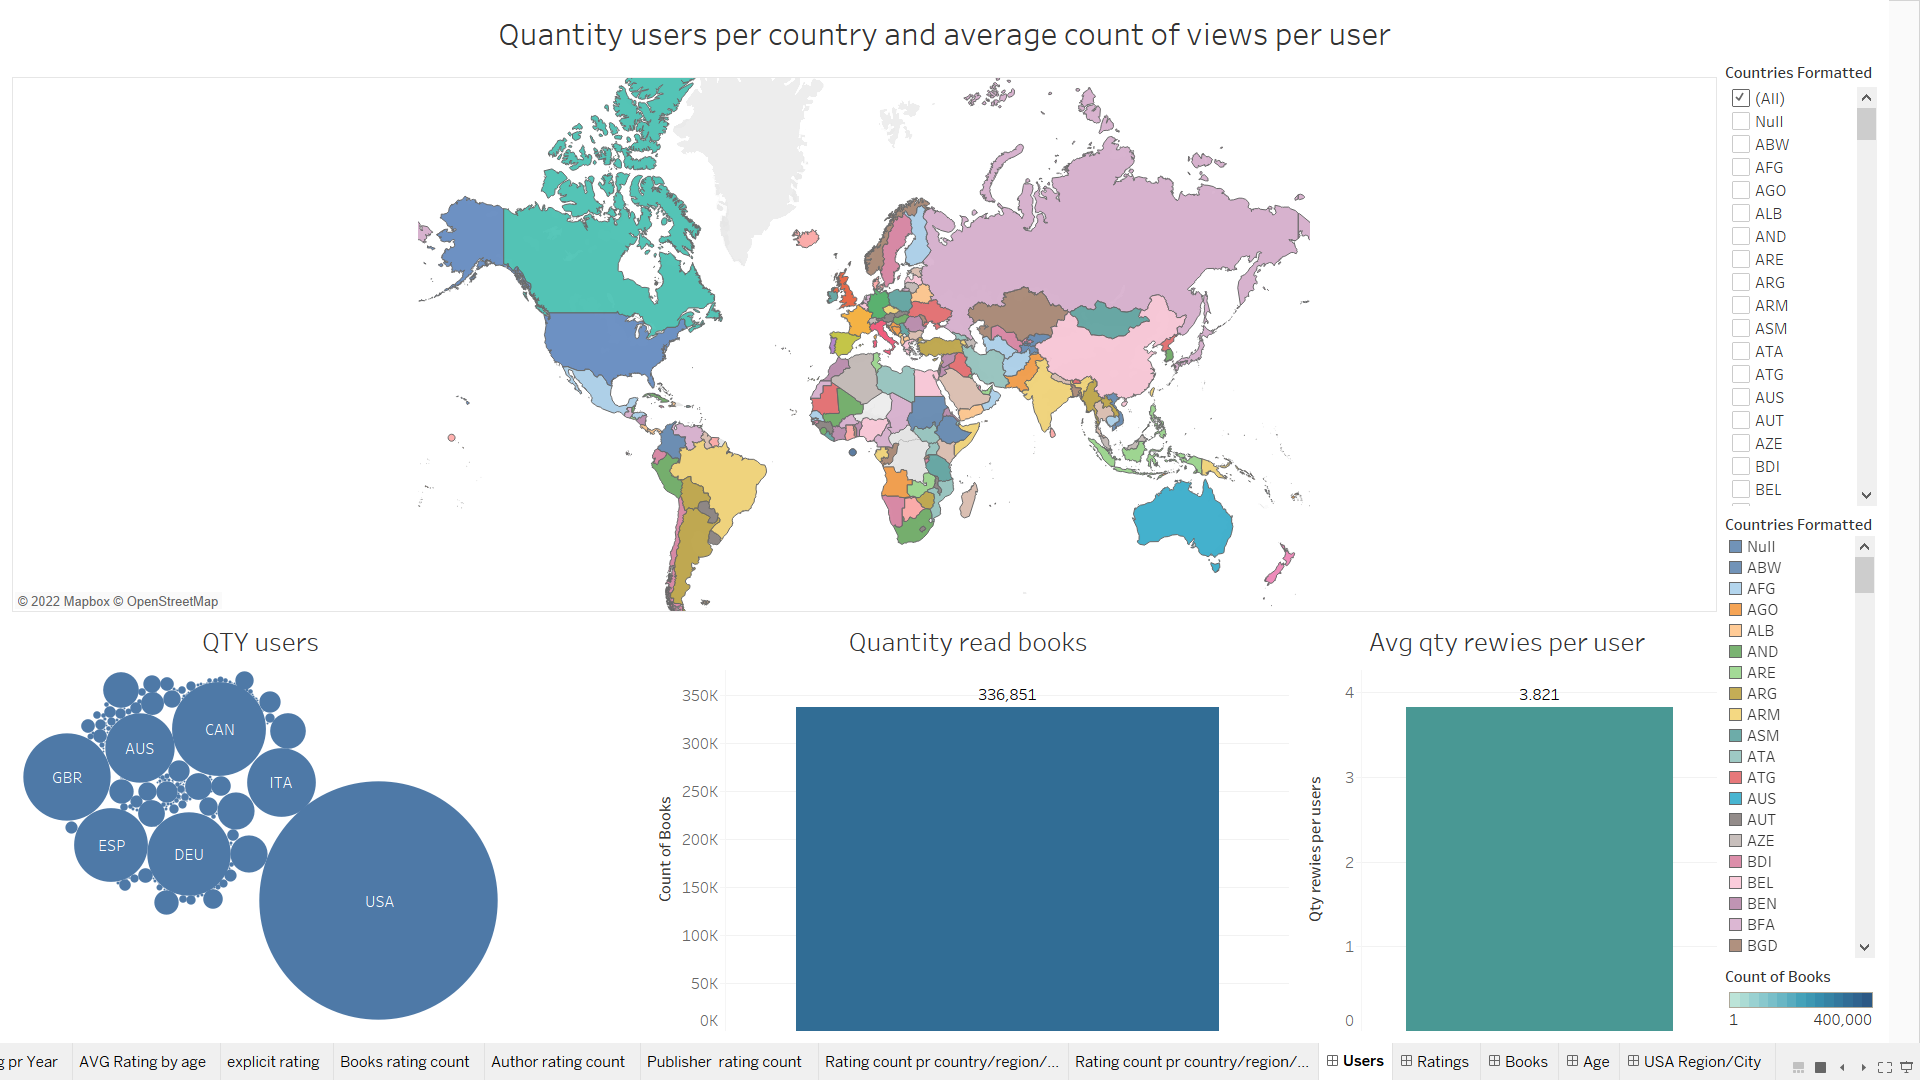 Quantity users per country and average count of views per user
© 2022 Mapbox © OpenStreetMap
Countries Formatted
(All)
Null
ABW
AFG
AGO
ALB
AND
ARE
ARG
ARM
ASM
ATA
ATG
AUS
AUT
AZE
BDI
BEL
Countries Formatted
Null
ABW
AFG
AGO
ALB
AND
ARE
ARG
ARM
ASM
ATA
ATG
AUS
AUT
AZE
BDI
BEL
BEN
BFA
BGD
Count of Books
1 400,000
QTY users
CAN
AUS
GBR
ITA
ESP
DEU
USA
Quantity read books
336,851
350K
300K
250K
200K
150K
100K
50K
0K
Count of Books
Avg qty rewies per user
3.821
4
3
2
1
0
Qty rewies per users
g pr Year
AVG Rating by age
explicit rating
Books rating count
Author rating count
Publisher rating count
Rating count pr country/region/...
Rating count pr country/region/...
Users
Ratings
Books
Age
USA Region/City